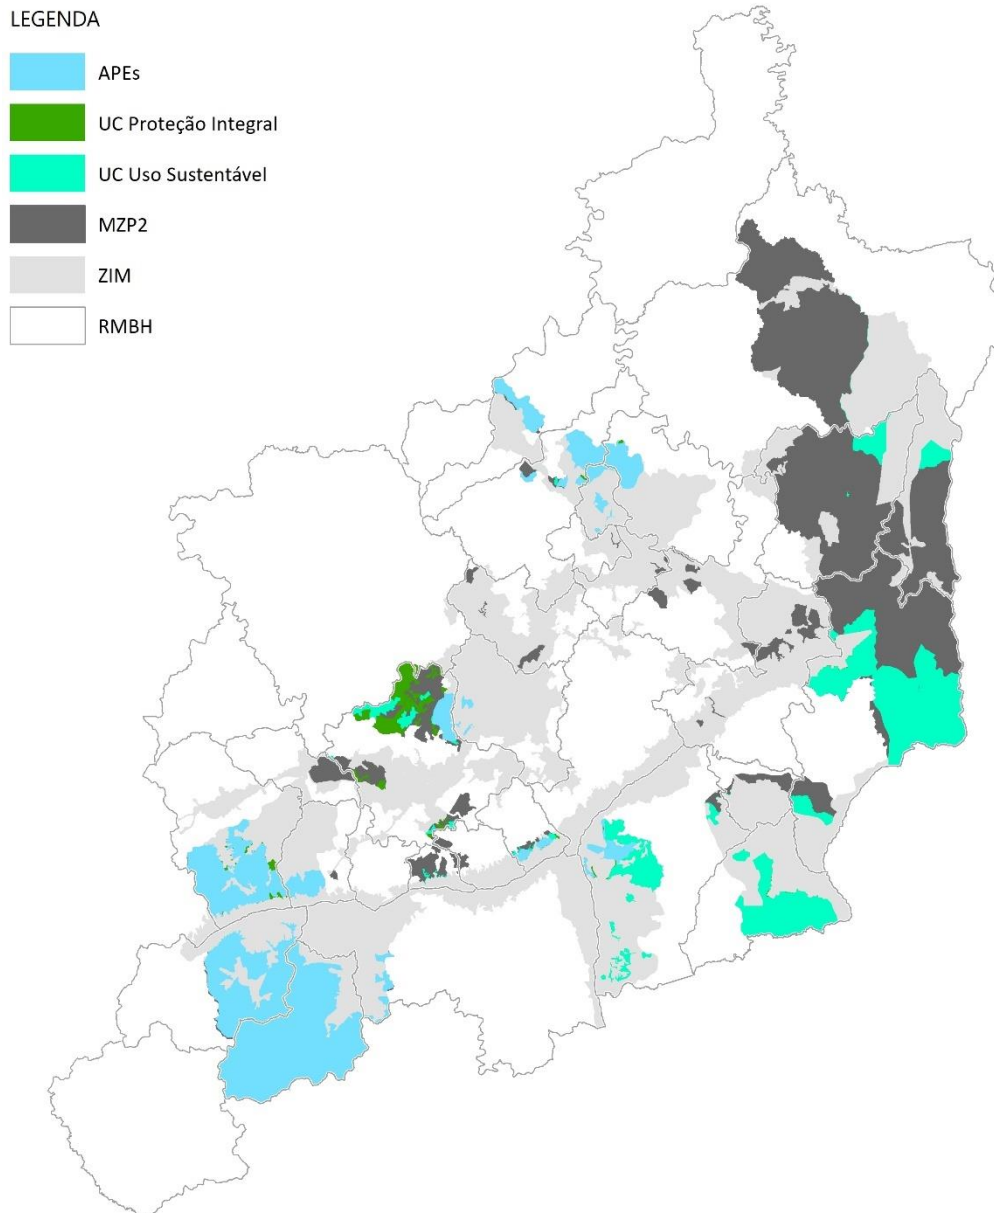 LEGENDA
APEs
UC Proteção Integral
UC Uso Sustentável
MZP2
ZIM
RMBH